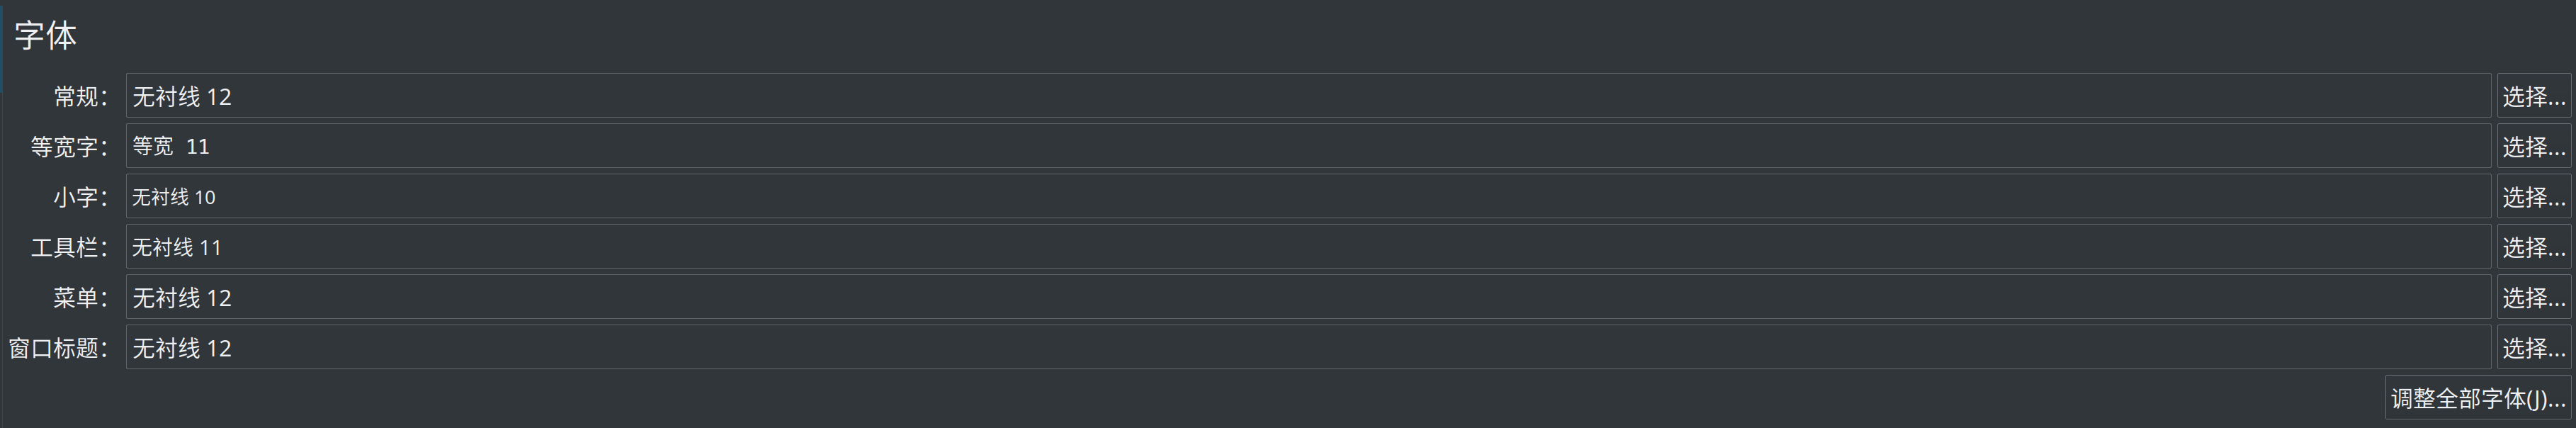 字体
常规： 无衬线 12 选择...
等宽字： 等宽 11 选择...
小字： 无衬线 10 选择...
工具栏： 无衬线 11 选择...
菜单： 无衬线 12 选择...
窗口标题： 无衬线 12 选择...
调整全部字体(J)...